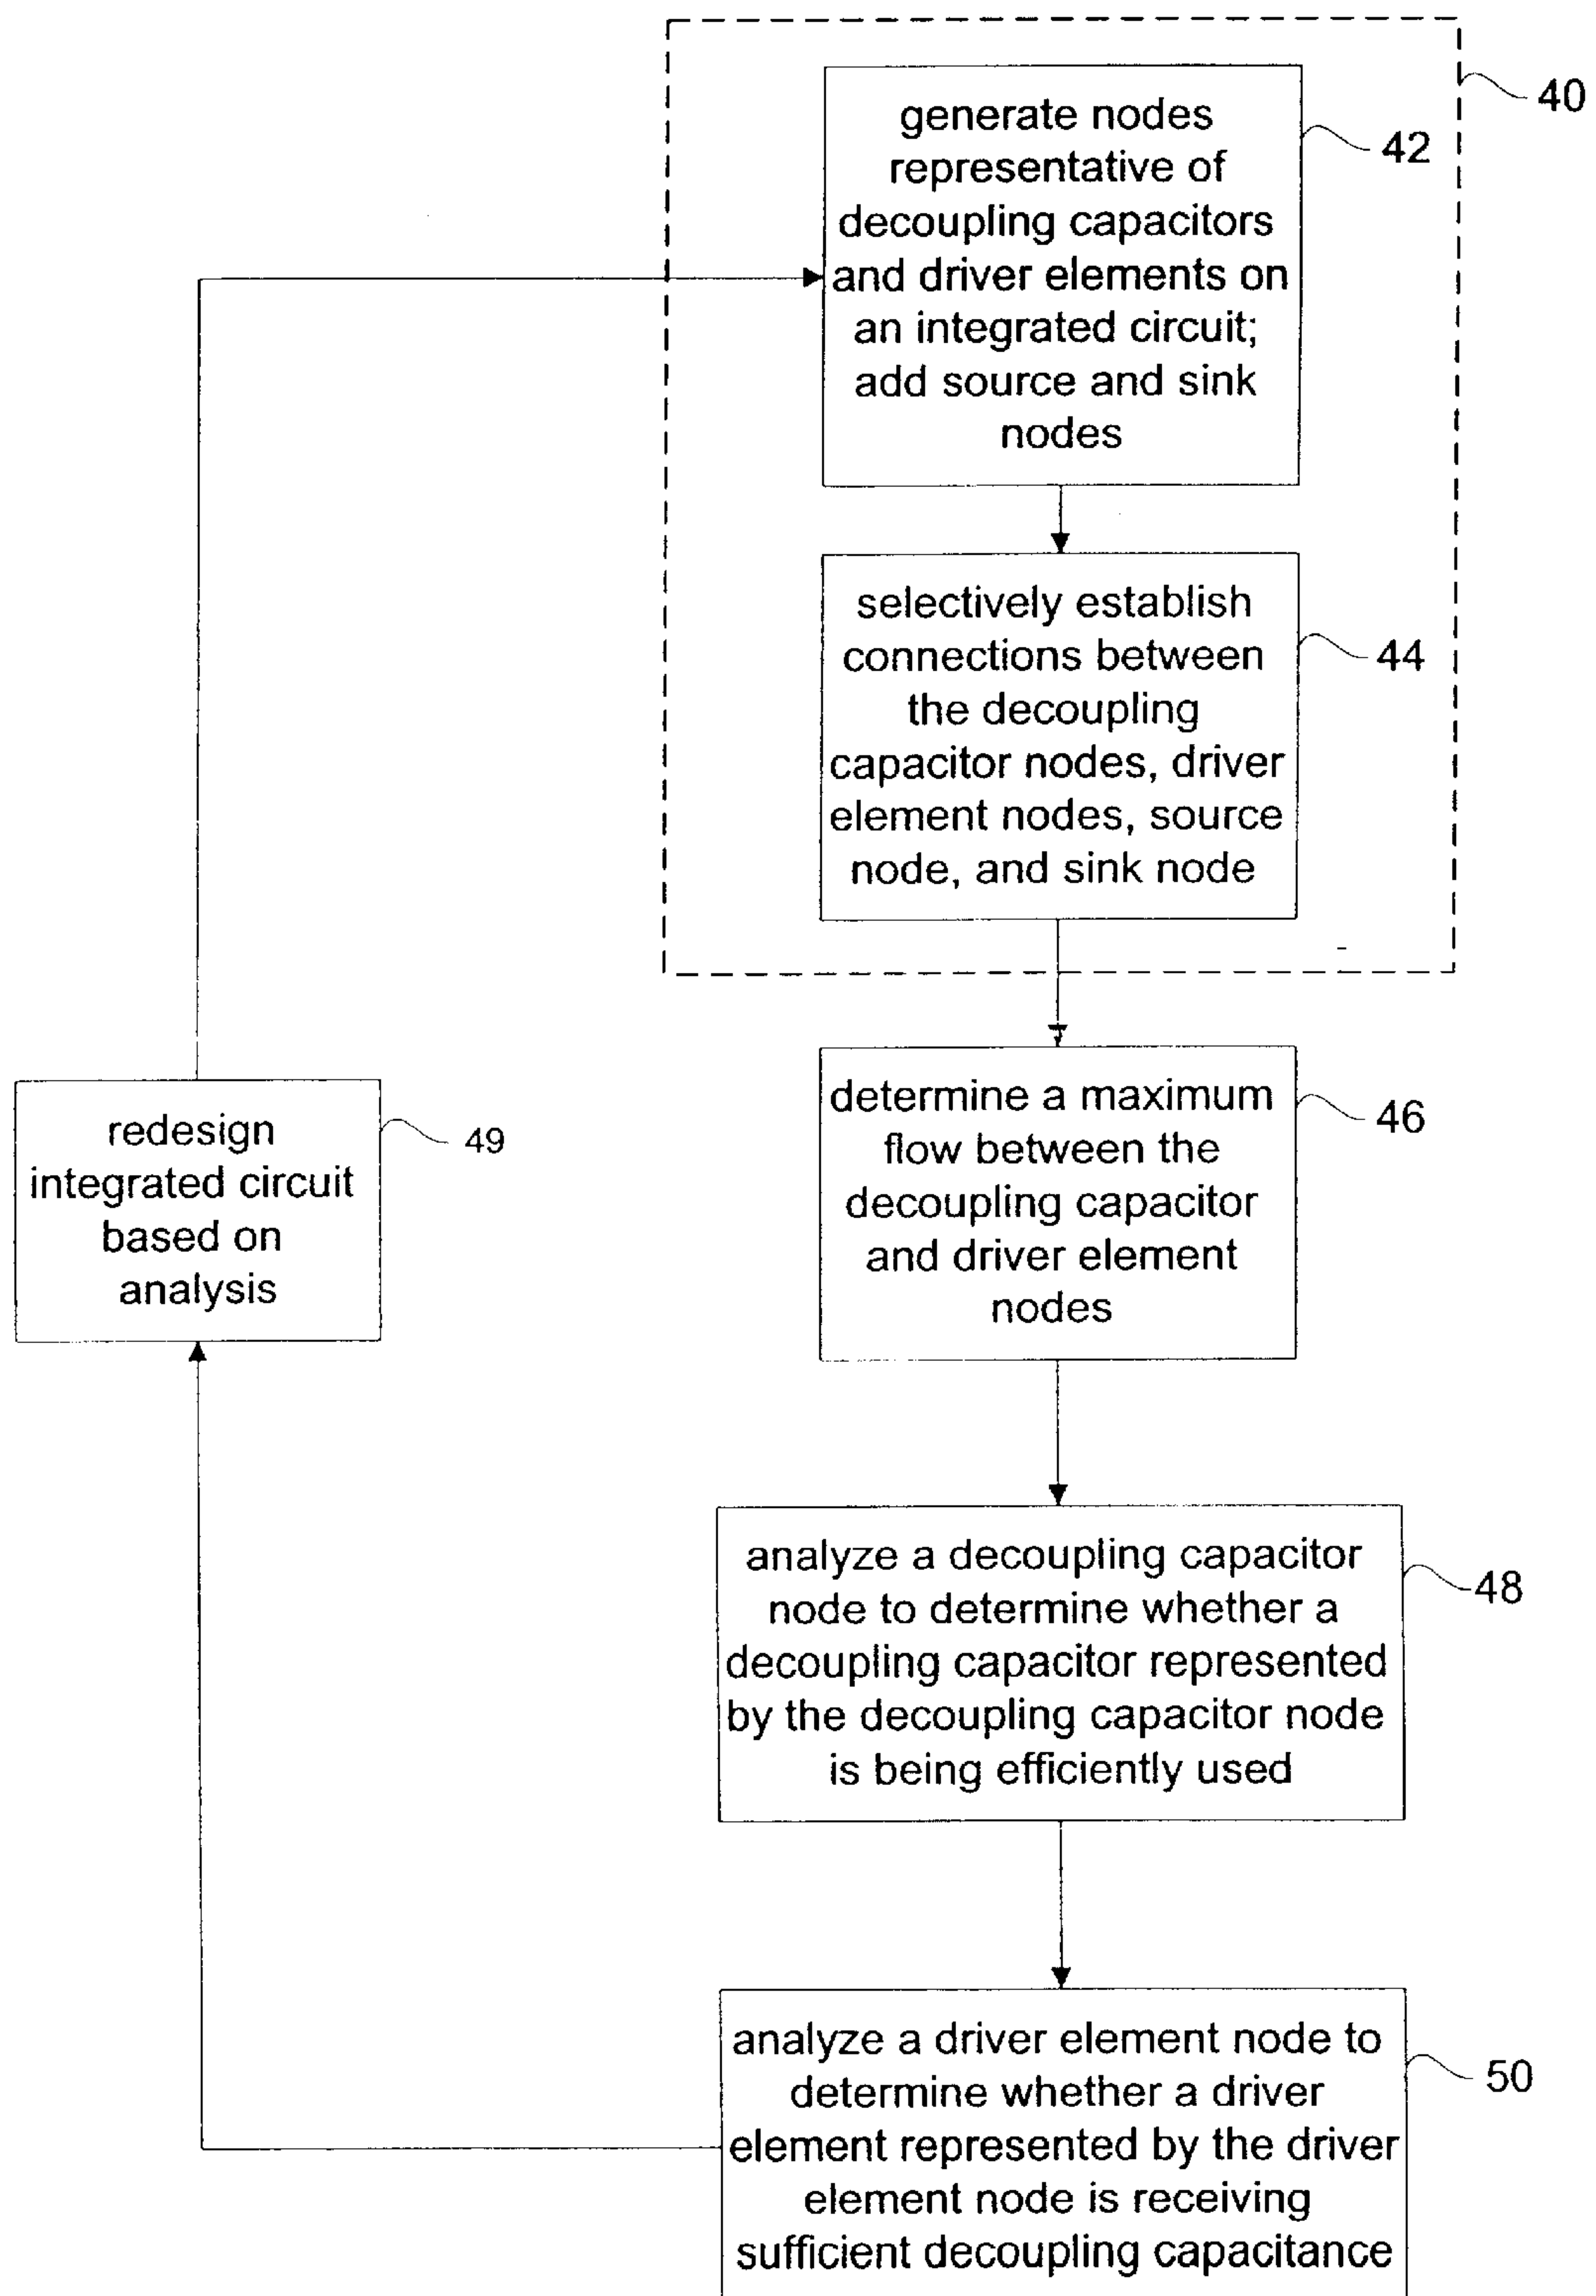 40
generate nodes
representative of
decoupling capacitors
and driver elements on
an integrated circuit;
add source and sink
nodes
42
selectively establish
connections between
the decoupling
capacitor nodes, driver
element nodes, source
node, and sink node
44
determine a maximum
flow between the
decoupling capacitor
and driver element
nodes
46
redesign
integrated circuit
based on
analysis
49
analyze a decoupling capacitor
node to determine whether a
decoupling capacitor represented
by the decoupling capacitor node
is being efficiently used
48
analyze a driver element node to
determine whether a driver
element represented by the driver
element node is receiving
sufficient decoupling capacitance
50